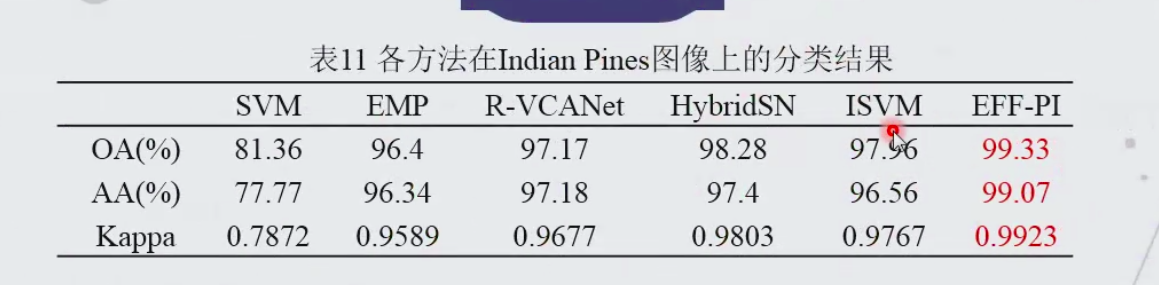 表11 各方法在Indian Pines图像上的分类结果
SVM EMP R-VCANet HybridSN ISVM EFF-PI
OA(%) 81.36 96.4 97.17 98.28 97.96 99.33
AA(%) 77.77 96.34 97.18 97.4 96.56 99.07
Kappa 0.7872 0.9589 0.9677 0.9803 0.9767 0.9923